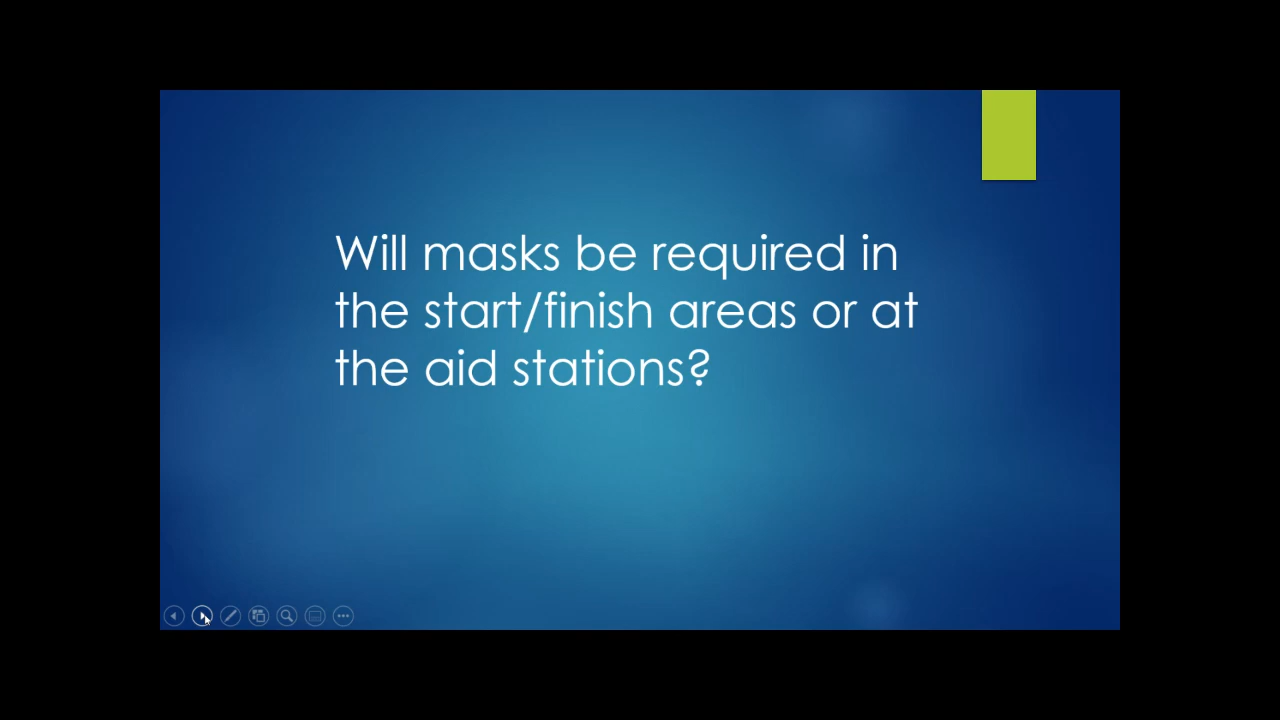 Will masks be required in
the start/finish areas or at
the aid stations?